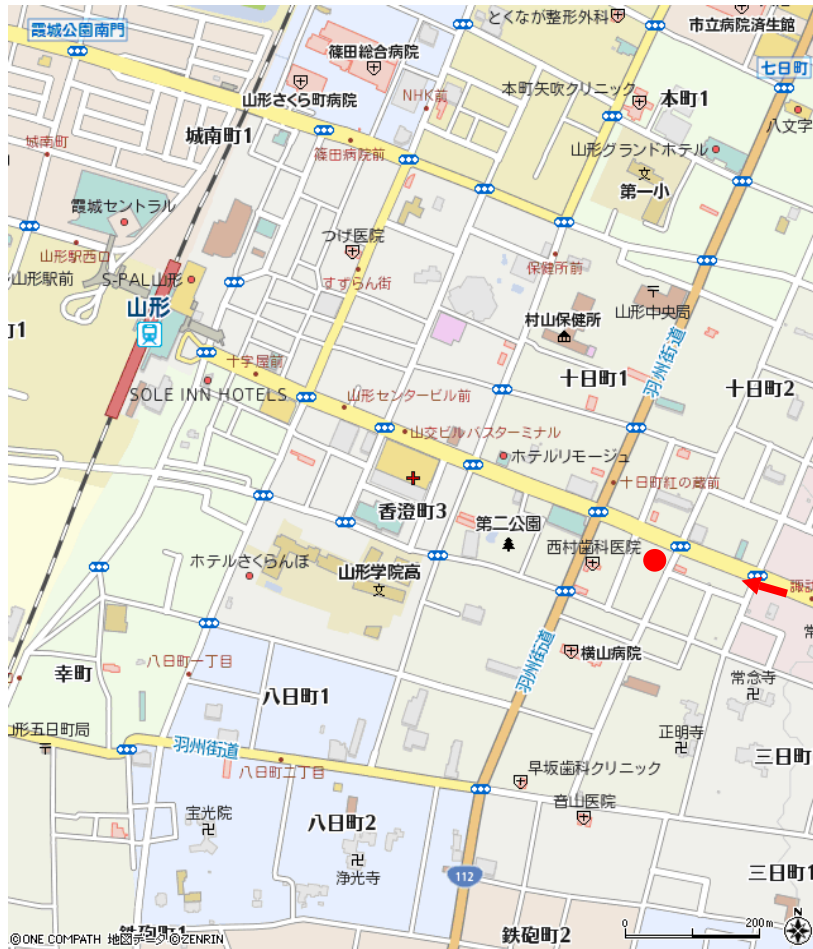 とくなが整形外科
市立病院済生館
霞城公園南門
篠田総合病院
七日町
山形さくら町病院
NHK前
本町矢吹クリニック
本町1
八文字
城南町1
城南町
篠田病院前
山形グランドホテル
第一小
霞城セントラル
つげ医院
山形駅西口
保健所前
山形駅前
S-PAL山形
すずらん街
山形
村山保健所
山形中央局
羽州街道
十字屋前
十日町1
十日町2
SOLE INN HOTELS
山形センタービル前
山交ビルバスターミナル
ホテルリモージュ
十日町紅の蔵前
香澄町3
第二公園
西村歯科医院
ホテルさくらんぼ
山形学院高
横山病院
羽州街道
八日町一丁目
幸町
八日町1
常念寺
正明寺
形五日町局
羽州街道
八日町二丁目
三日町
早坂歯科クリニック
音山医院
宝光院
八日町2
浄光寺
112
三日町1
鉄砲町1
鉄砲町2
©ONE COMPATH 地図データ ©ZENRIN
0 200m
N